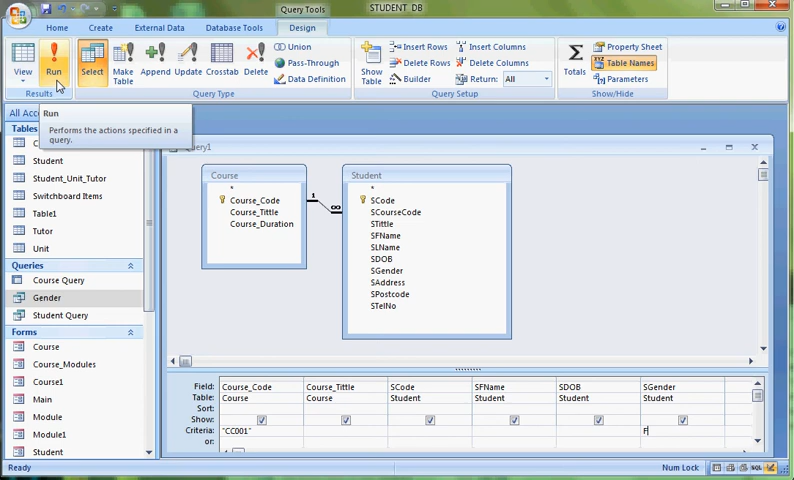 Query Tools
STUDENT_DB
Home
Create
External Data
Database Tools
Design
View
Run
Select
Make Table
Append
Update
Crosstab
Delete
Union
Pass-Through
Data Definition
Show Table
Insert Rows
Delete Rows
Builder
Insert Columns
Delete Columns
Return: All
Totals
Property Sheet
Table Names
Parameters
Results
Query Type
Query Setup
Show/Hide
Run
Performs the actions specified in a
query.
All Acce
Tables
C
Student
Student_Unit_Tutor
Switchboard Items
Table1
Tutor
Unit
Queries
Course Query
Gender
Student Query
Forms
Course
Course_Modules
Course1
Main
Module
Module1
Student
Query1
Course
*
Course_Code
Course_Tittle
Course_Duration
1
∞
Student
*
SCode
SCourseCode
STittle
SFName
SLName
SDOB
SGender
SAddress
SPostcode
STelNo
Field: Course_Code Course_Tittle SCode SFName SDOB SGender
Table: Course Course Student Student Student Student
Sort:
Show:
Criteria: "CC001" F
or:
Ready
Num Lock
SQL